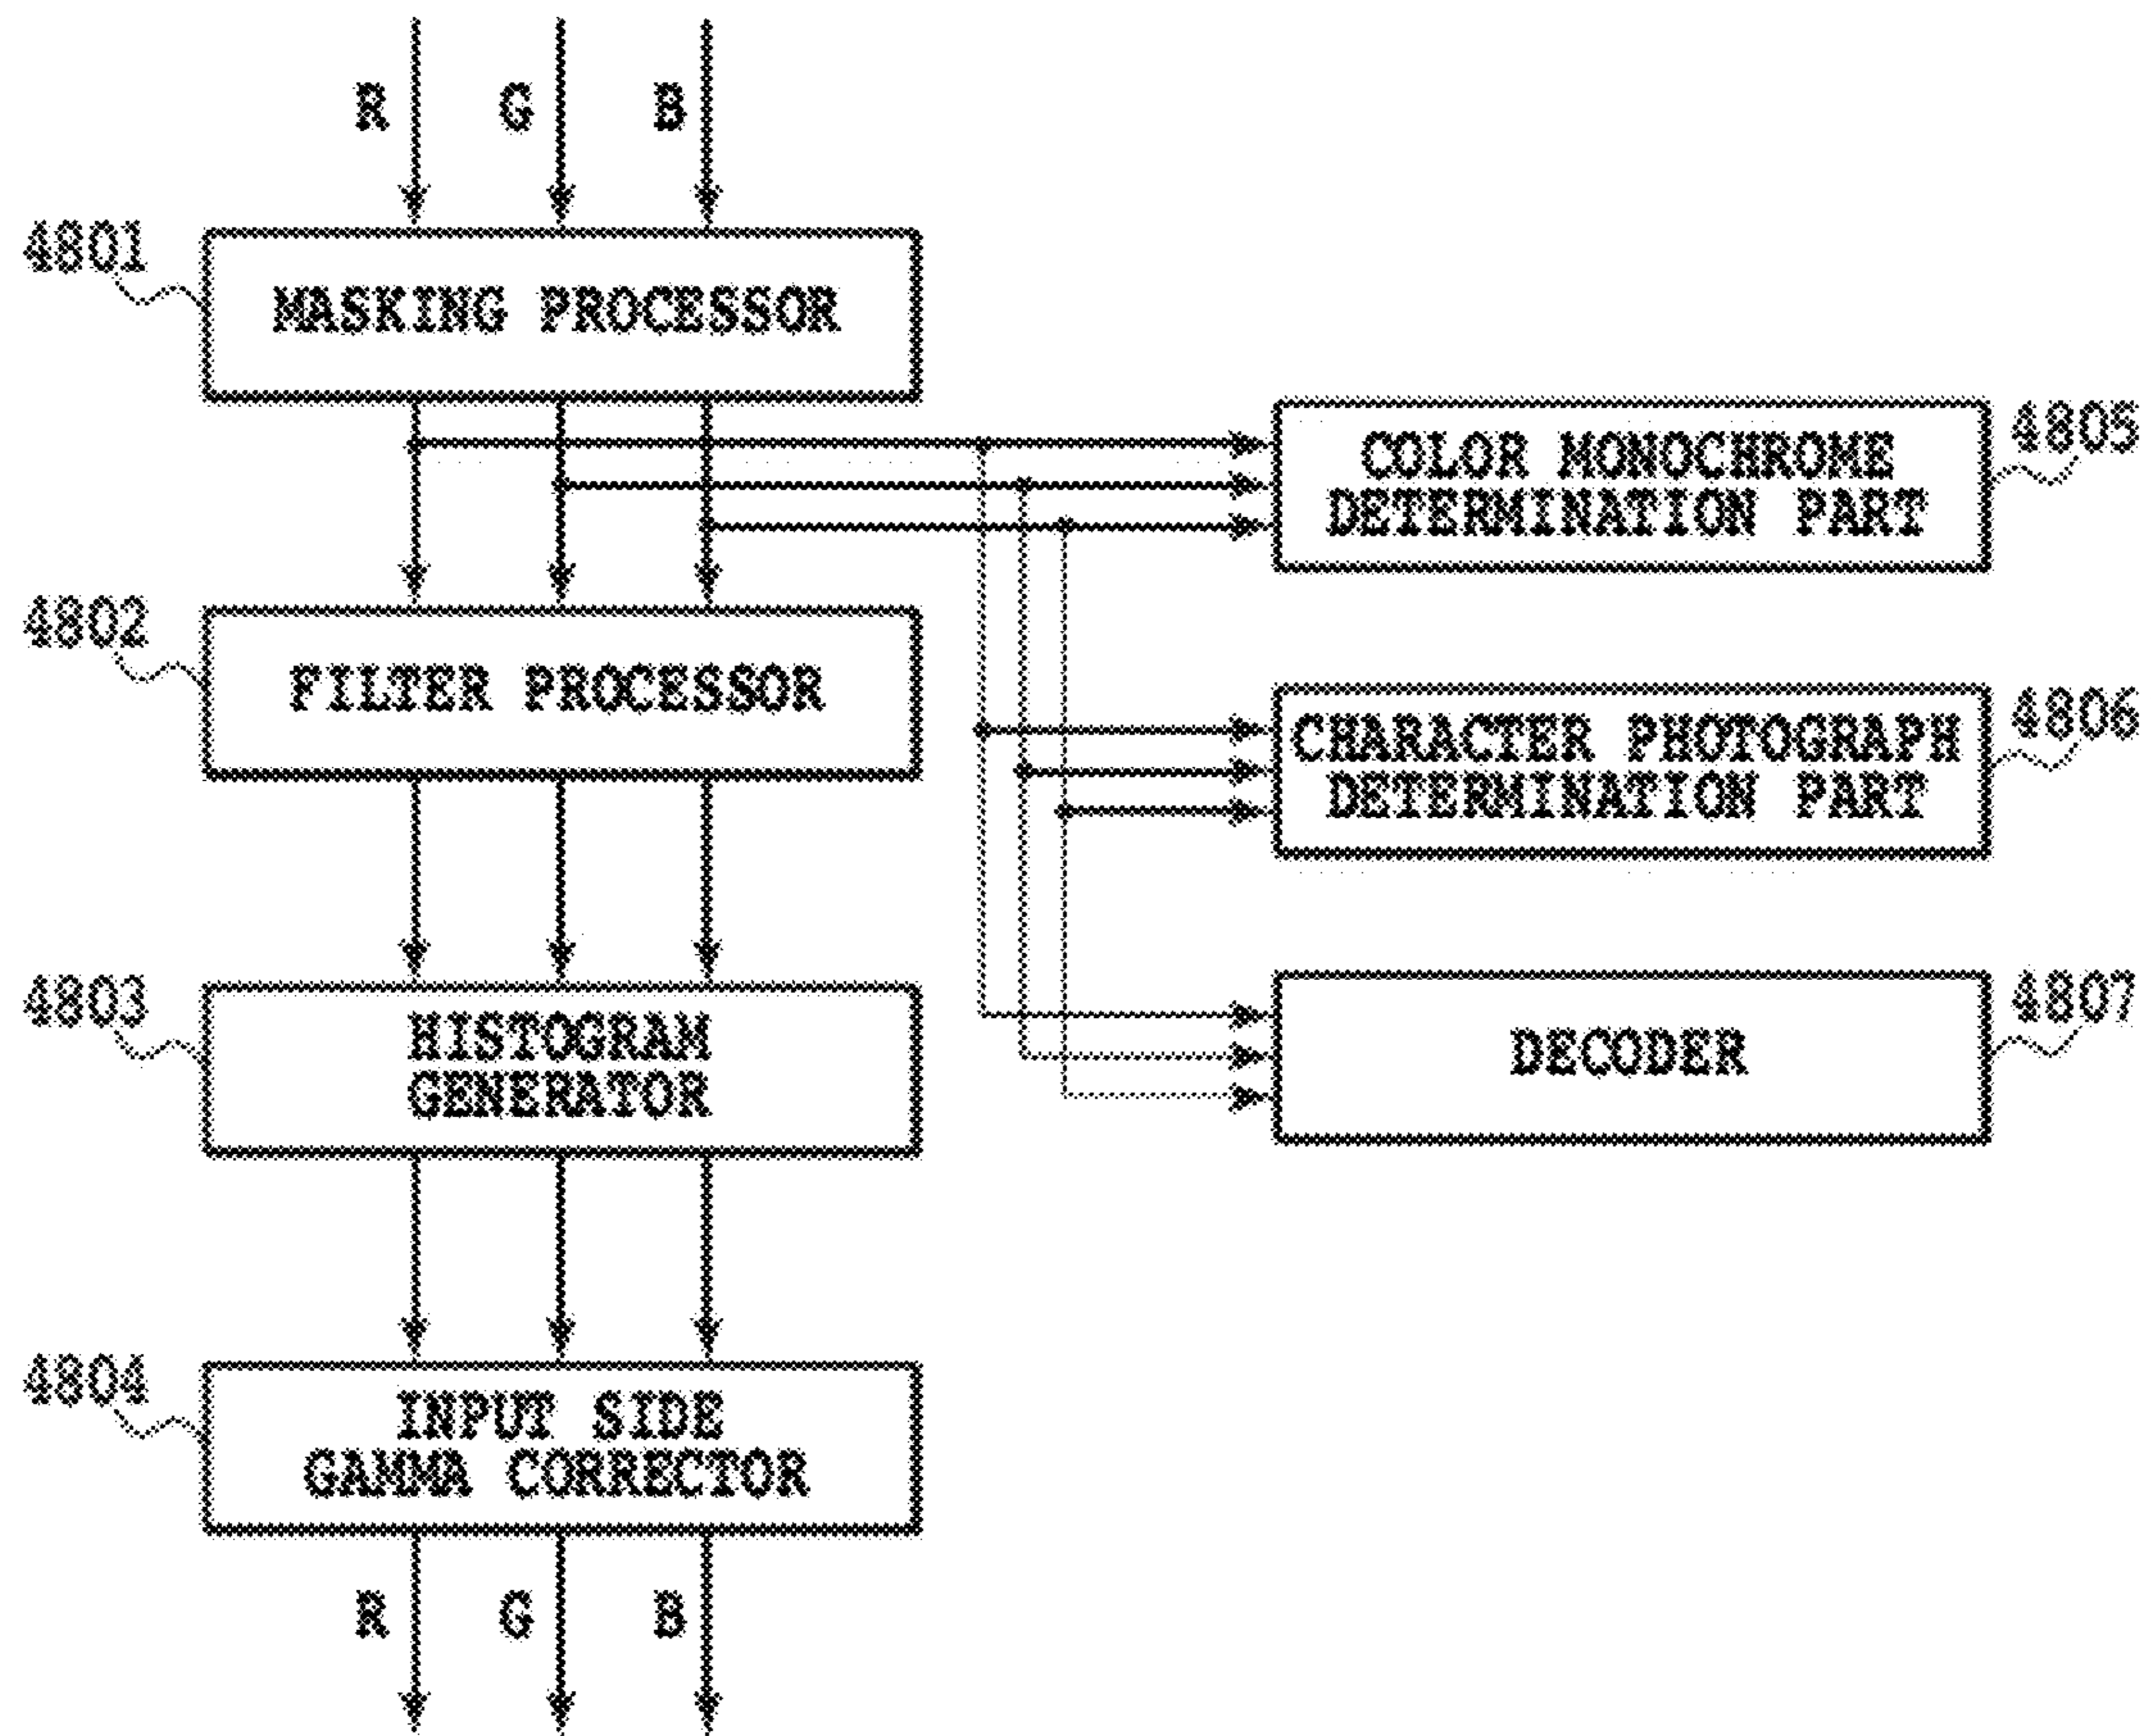 R G B
4801
MASKING PROCESSOR
4805
COLOR MONOCHROME
DETERMINATION PART
4802
FILTER PROCESSOR
4806
CHARACTER PHOTOGRAPH
DETERMINATION PART
4803
HISTOGRAM
GENERATOR
4807
DECODER
4804
INPUT SIDE
GAMMA CORRECTOR
R G B